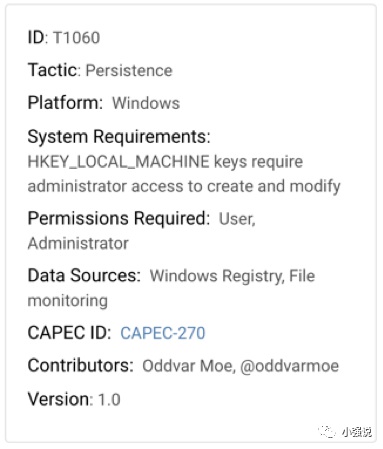 ID: T1060
Tactic: Persistence
Platform: Windows
System Requirements:
HKEY_LOCAL_MACHINE keys require
administrator access to create and modify
Permissions Required: User,
Administrator
Data Sources: Windows Registry, File
monitoring
CAPEC ID: CAPEC-270
Contributors: Oddvar Moe, @oddvarmoe
Version: 1.0
小强说